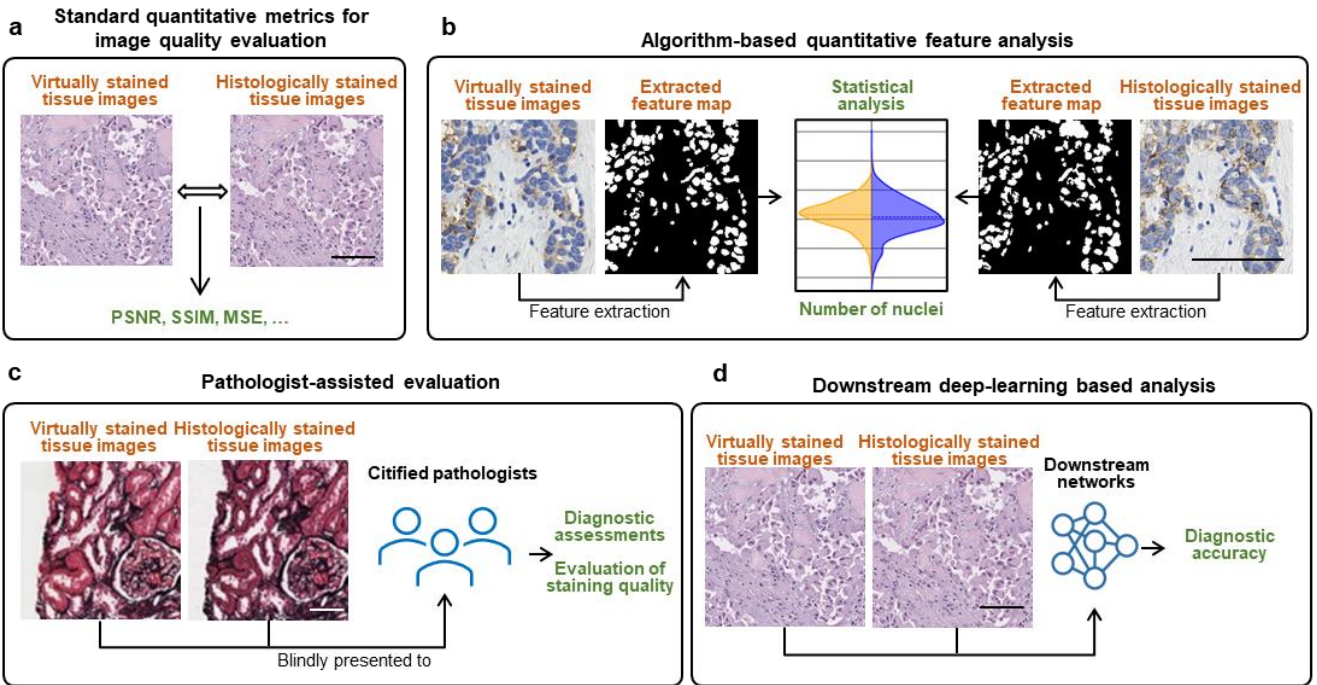 a
Standard quantitative metrics for
image quality evaluation
Virtually stained
tissue images
Histologically stained
tissue images
PSNR, SSIM, MSE, …
b
Algorithm-based quantitative feature analysis
Virtually stained
tissue images
Extracted
feature map
Statistical
analysis
Extracted
feature map
Histologically stained
tissue images
Feature extraction
Number of nuclei
Feature extraction
c
Pathologist-assisted evaluation
Virtually stained
tissue images
Histologically stained
tissue images
Citified pathologists
Diagnostic
assessments
Evaluation of
staining quality
Blindly presented to
d
Downstream deep-learning based analysis
Virtually stained
tissue images
Histologically stained
tissue images
Downstream
networks
Diagnostic
accuracy